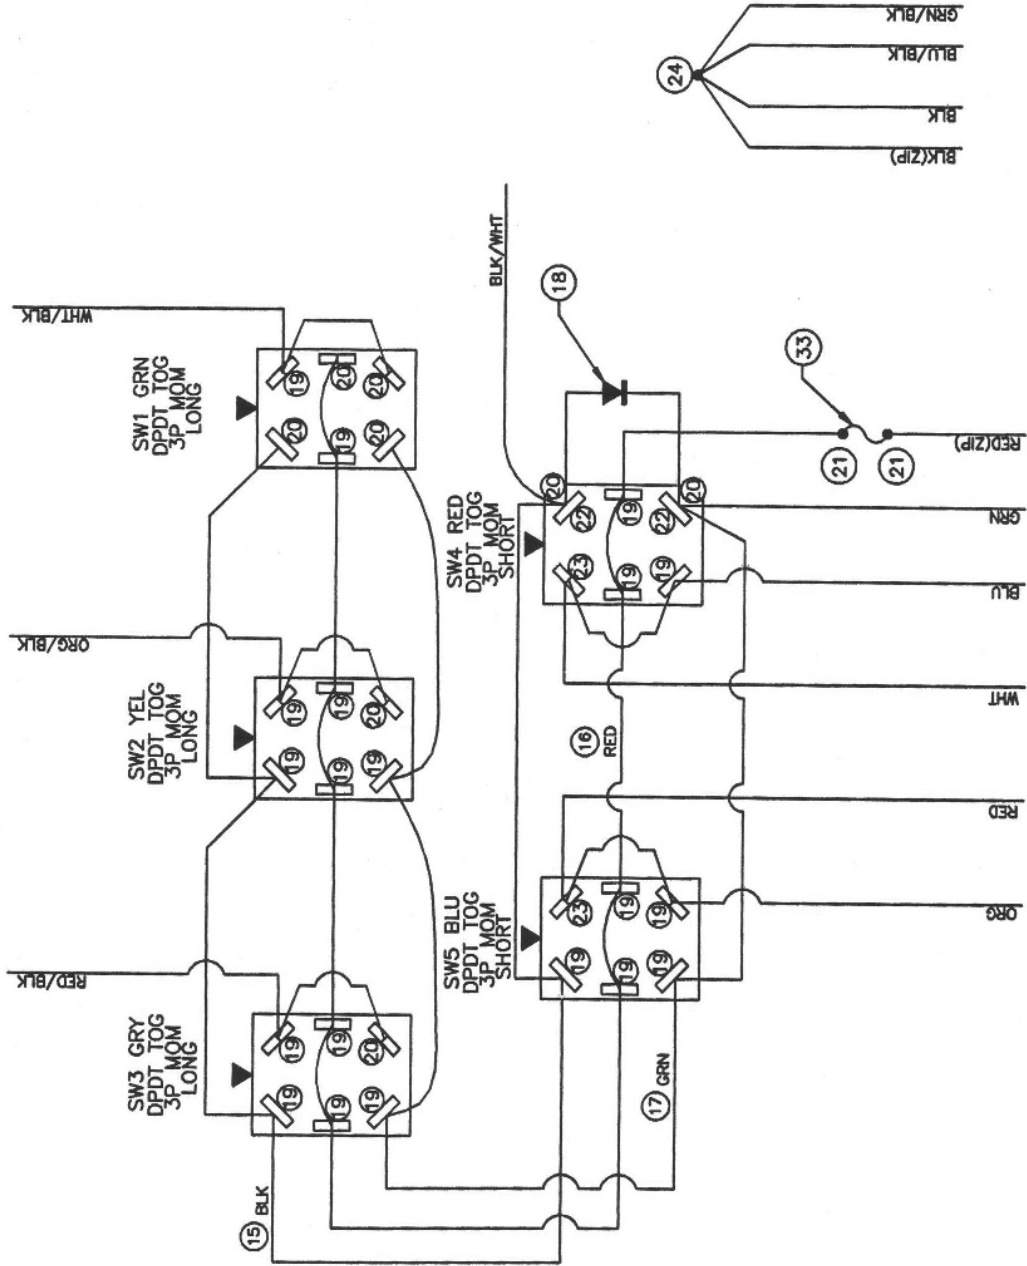 GRN/BLK
BLU/BLK
BLK
BLK(ZIP)
24
WHT/BLK
SW1 GRN
DPDT TOG
3P MOM
LONG
19
20
20
19
20
20
ORG/BLK
SW2 YEL
DPDT TOG
3P MOM
LONG
19
19
19
19
20
19
RED/BLK
SW3 GRY
DPDT TOG
3P MOM
LONG
19
19
19
19
20
19
15
BLK
BLK/WHT
18
33
21
21
RED(ZIP)
SW4 RED
DPDT TOG
3P MOM
SHORT
20
22
23
19
19
20
22
19
GRN
BLU
WHT
16
RED
RED
SW5 BLU
DPDT TOG
3P MOM
SHORT
23
19
19
19
19
19
ORG
17
GRN